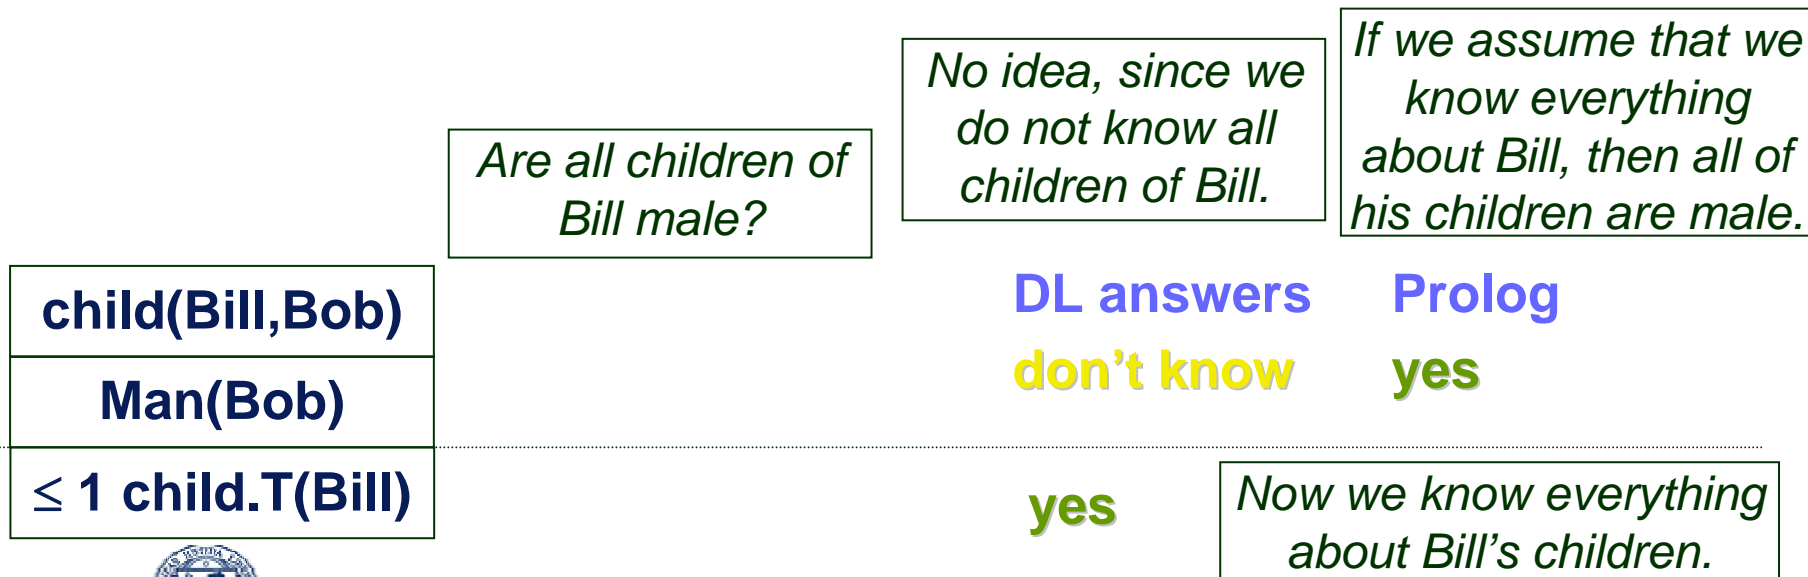 Are all children of
Bill male?
No idea, since we
do not know all
children of Bill.
If we assume that we
know everything
about Bill, then all of
his children are male.
child(Bill,Bob)
Man(Bob)
≤ 1 child.T(Bill)
DL answers
Prolog
don't know
yes
yes
Now we know everything
about Bill's children.